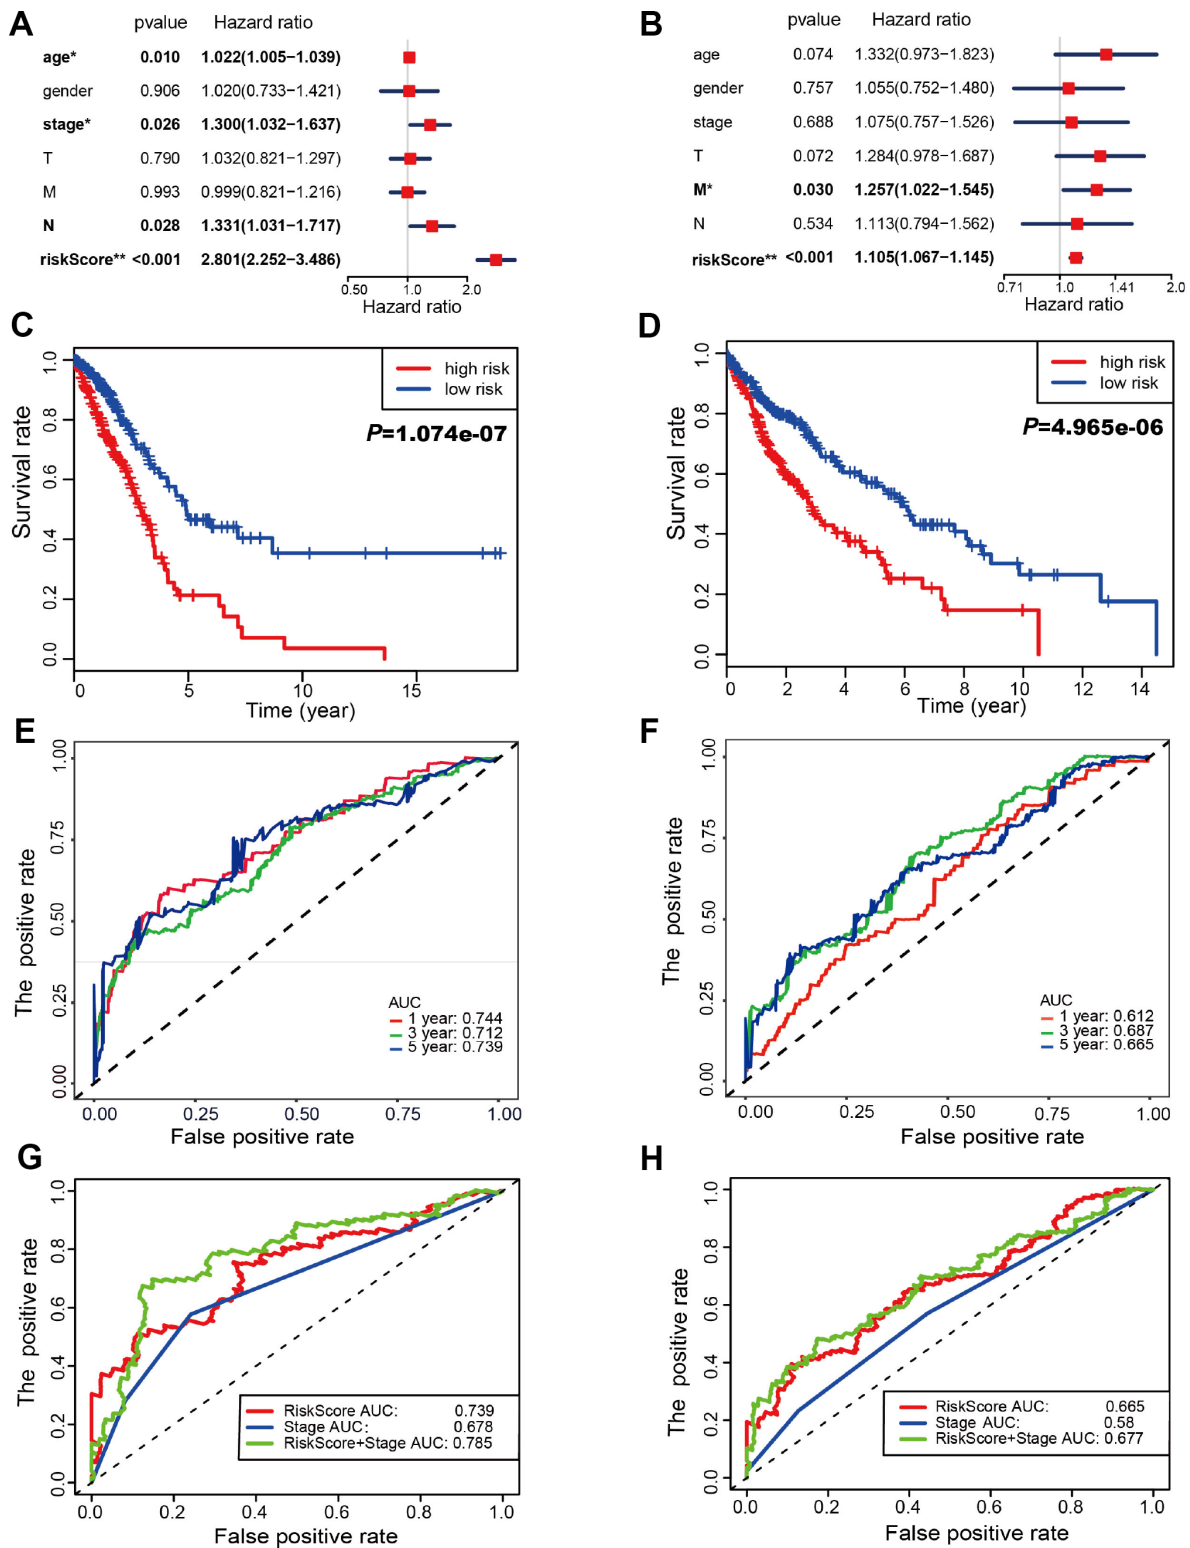 A
pvalue Hazard ratio
age* 0.010 1.022(1.005−1.039)
gender 0.906 1.020(0.733−1.421)
stage* 0.026 1.300(1.032−1.637)
T 0.790 1.032(0.821−1.297)
M 0.993 0.999(0.821−1.216)
N 0.028 1.331(1.031−1.717)
riskScore** <0.001 2.801(2.252−3.486)
0.50 1.0 2.0
Hazard ratio
B
pvalue Hazard ratio
age 0.074 1.332(0.973−1.823)
gender 0.757 1.055(0.752−1.480)
stage 0.688 1.075(0.757−1.526)
T 0.072 1.284(0.978−1.687)
M* 0.030 1.257(1.022−1.545)
N 0.534 1.113(0.794−1.562)
riskScore** <0.001 1.105(1.067−1.145)
0.71 1.0 1.41 2.0
Hazard ratio
C
high risk
low risk
P=1.074e-07
Survival rate
1.0
0.8
0.6
0.4
0.2
0.0
0 5 10 15
Time (year)
D
high risk
low risk
P=4.965e-06
Survival rate
1.0
0.8
0.6
0.4
0.2
0.0
0 2 4 6 8 10 12 14
Time (year)
E
The positive rate
1.00
0.75
0.50
0.25
0.00
AUC
1 year: 0.744
3 year: 0.712
5 year: 0.739
0.00 0.25 0.50 0.75 1.00
False positive rate
F
The positive rate
1.00
0.75
0.50
0.25
0.00
AUC
1 year: 0.612
3 year: 0.687
5 year: 0.665
0.00 0.25 0.50 0.75 1.00
False positive rate
G
The positive rate
1.0
0.8
0.6
0.4
0.2
0.0
RiskScore AUC: 0.739
Stage AUC: 0.678
RiskScore+Stage AUC: 0.785
0.0 0.2 0.4 0.6 0.8 1.0
False positive rate
H
The positive rate
1.0
0.8
0.6
0.4
0.2
0.0
RiskScore AUC: 0.665
Stage AUC: 0.58
RiskScore+Stage AUC: 0.677
0.0 0.2 0.4 0.6 0.8 1.0
False positive rate